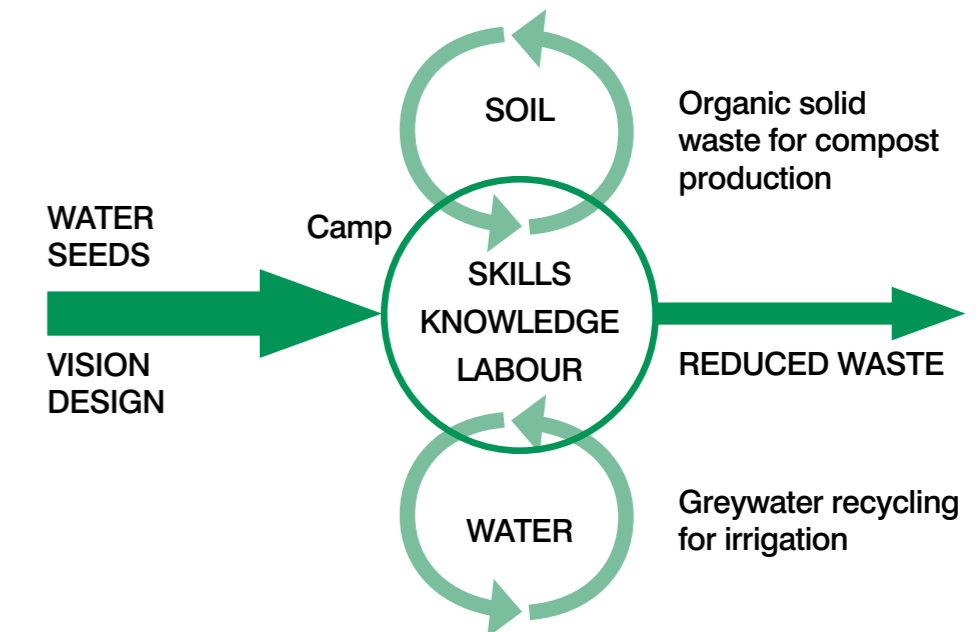 SOIL
Organic solid
waste for compost
production
WATER
SEEDS
Camp
SKILLS
KNOWLEDGE
LABOUR
VISION
DESIGN
REDUCED WASTE
WATER
Greywater recycling
for irrigation